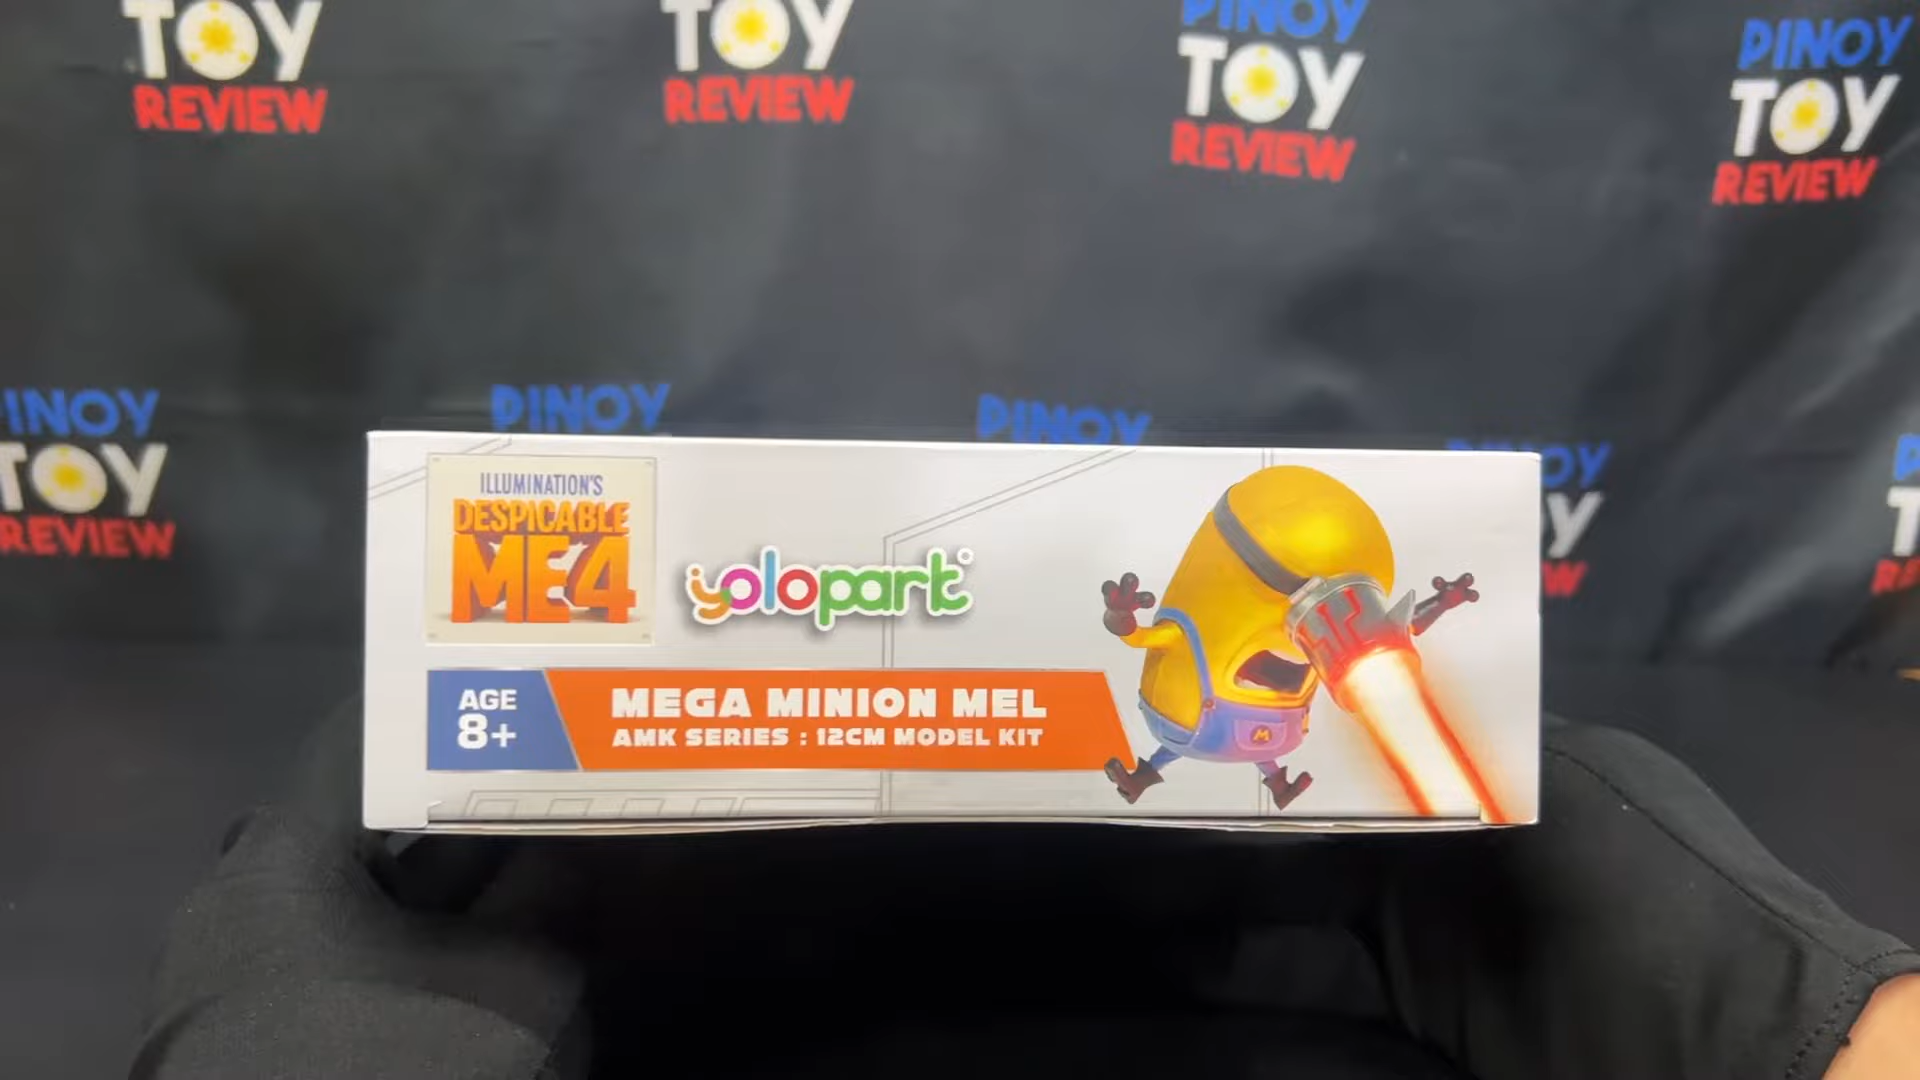 TOY
REVIEW
TOY
REVIEW
PINOY
TOY
REVIEW
PINOY
TOY
REVIEW
INOY
TOY
REVIEW
PINOY
PINOY
ILLUMINATION'S
DESPICABLE
ME4
yolopart
AGE
8+
MEGA MINION MEL
AMK SERIES : 12CM MODEL KIT
M